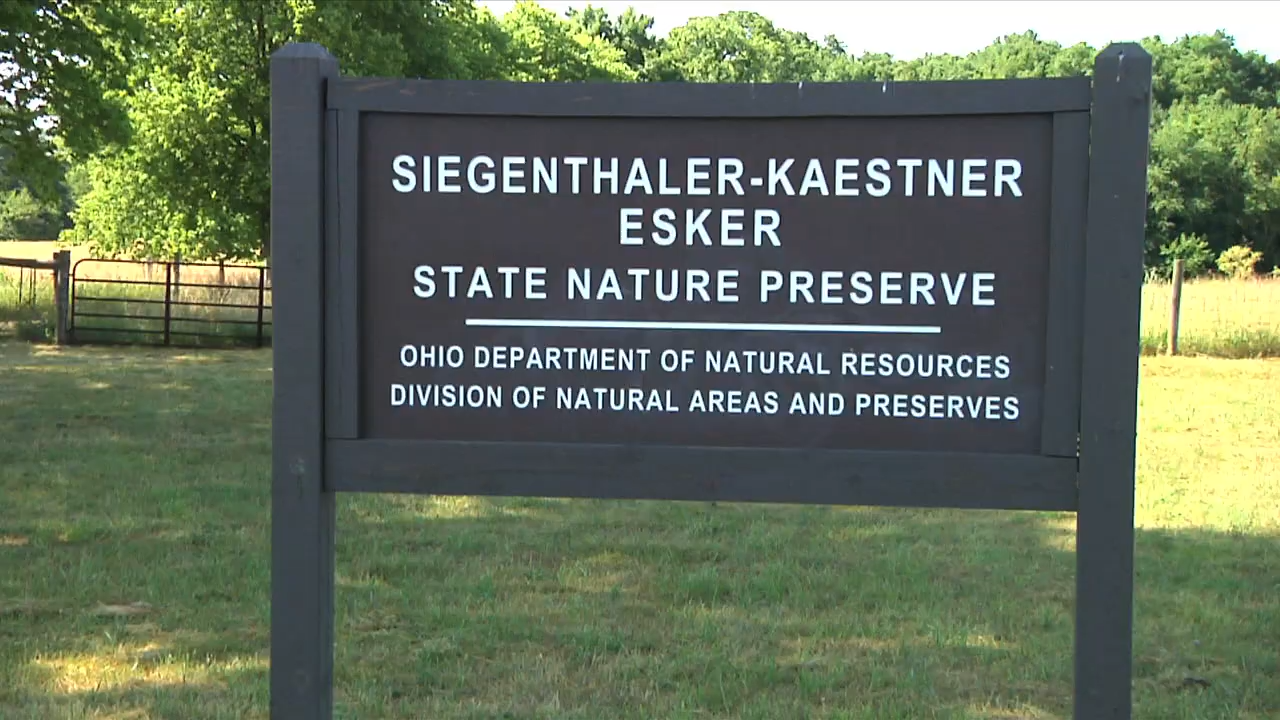 SIEGENTHALER-KAESTNER
ESKER
STATE NATURE PRESERVE
OHIO DEPARTMENT OF NATURAL RESOURCES
DIVISION OF NATURAL AREAS AND PRESERVES